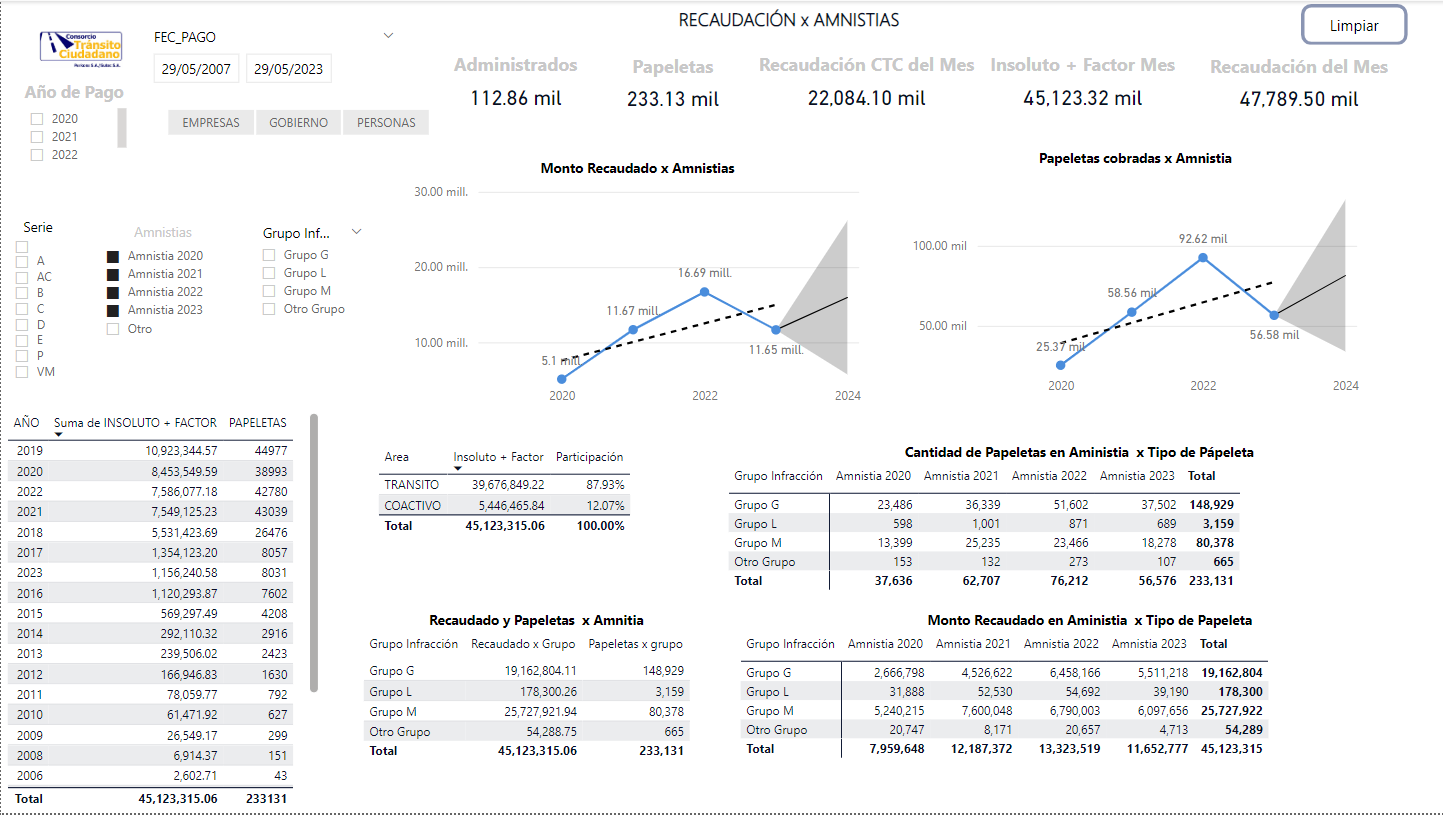 RECAUDACIÓN x AMNISTIAS
Limpiar
Consorcio
Tránsito
Ciudadano
FEC_PAGO
29/05/2007 29/05/2023
Administrados Papeletas Recaudación CTC del Mes Insoluto + Factor Mes Recaudación del Mes
112.86 mil 233.13 mil 22,084.10 mil 45,123.32 mil 47,789.50 mil
Año de Pago
2020
2021
2022
EMPRESAS GOBIERNO PERSONAS
Serie
A
AC
B
C
D
E
P
VM
Amnistias
Amnistia 2020
Amnistia 2021
Amnistia 2022
Amnistia 2023
Otro
Grupo Inf...
Grupo G
Grupo L
Grupo M
Otro Grupo
Monto Recaudado x Amnistias
30.00 mill.
20.00 mill.
10.00 mill.
5.1 mill.
11.67 mill.
16.69 mill.
11.65 mill.
2020 2022 2024
Papeletas cobradas x Amnistia
100.00 mil
50.00 mil
25.37 mil
58.56 mil
92.62 mil
56.58 mil
2020 2022 2024
AÑO Suma de INSOLUTO + FACTOR PAPELETAS
2019 10,923,344.57 44977
2020 8,453,549.59 38993
2022 7,586,077.18 42780
2021 7,549,125.23 43039
2018 5,531,423.69 26476
2017 1,354,123.20 8057
2023 1,156,240.58 8031
2016 1,120,293.87 7602
2015 569,297.49 4208
2014 292,110.32 2916
2013 239,506.02 2423
2012 166,946.83 1630
2011 78,059.77 792
2010 61,471.92 627
2009 26,549.17 299
2008 6,914.37 151
2006 2,602.71 43
Total 45,123,315.06 233131
Area Insoluto + Factor Participación
TRANSITO 39,676,849.22 87.93%
COACTIVO 5,446,465.84 12.07%
Total 45,123,315.06 100.00%
Cantidad de Papeletas en Aministia x Tipo de Pápeleta
Grupo Infracción Amnistia 2020 Amnistia 2021 Amnistia 2022 Amnistia 2023 Total
Grupo G 23,486 36,339 51,602 37,502 148,929
Grupo L 598 1,001 871 689 3,159
Grupo M 13,399 25,235 23,466 18,278 80,378
Otro Grupo 153 132 273 107 665
Total 37,636 62,707 76,212 56,576 233,131
Recaudado y Papeletas x Amnitia
Grupo Infracción Recaudado x Grupo Papeletas x grupo
Grupo G 19,162,804.11 148,929
Grupo L 178,300.26 3,159
Grupo M 25,727,921.94 80,378
Otro Grupo 54,288.75 665
Total 45,123,315.06 233,131
Monto Recaudado en Aministia x Tipo de Papeleta
Grupo Infracción Amnistia 2020 Amnistia 2021 Amnistia 2022 Amnistia 2023 Total
Grupo G 2,666,798 4,526,622 6,458,166 5,511,218 19,162,804
Grupo L 31,888 52,530 54,692 39,190 178,300
Grupo M 5,240,215 7,600,048 6,790,003 6,097,656 25,727,922
Otro Grupo 20,747 8,171 20,657 4,713 54,289
Total 7,959,648 12,187,372 13,323,519 11,652,777 45,123,315